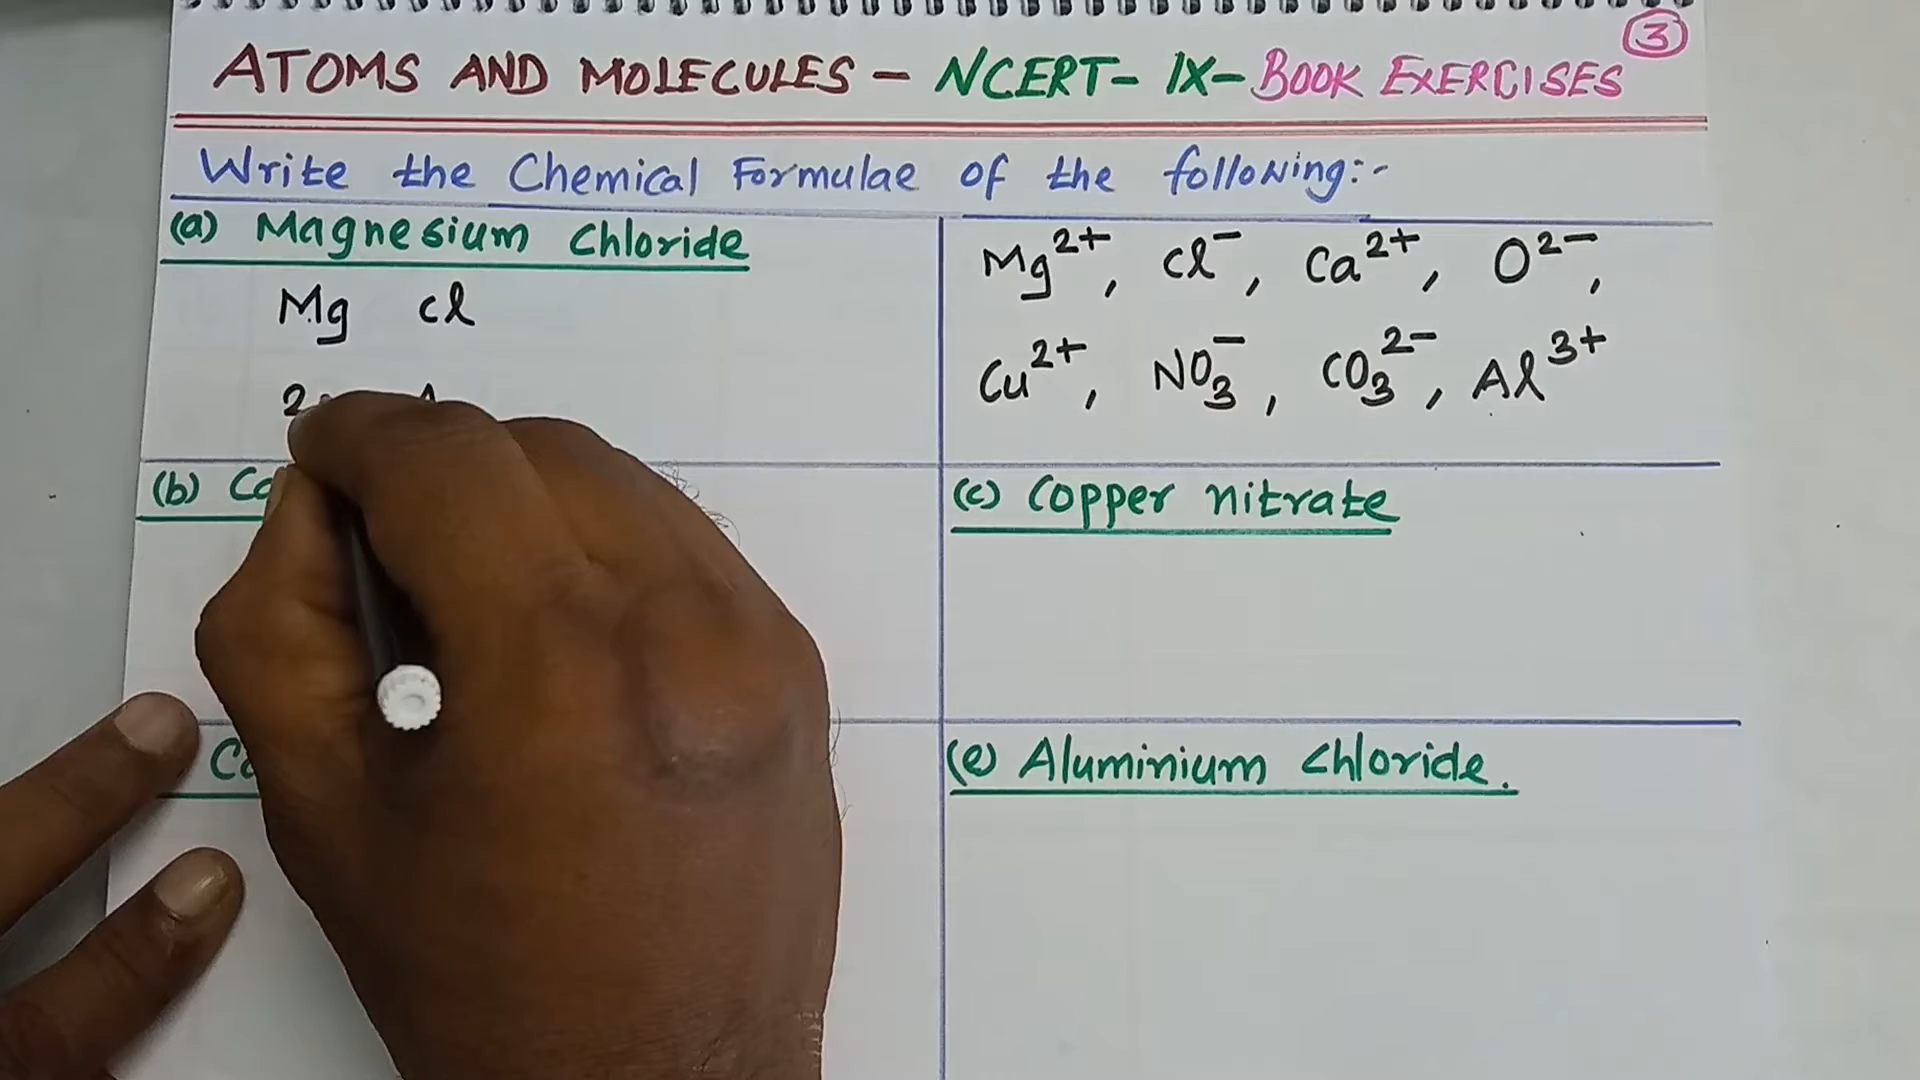 ③
ATOMS AND MOLECULES - NCERT- IX- BOOK EXERCISES
Write the Chemical Formulae of the following:-
(a) Magnesium Chloride
Mg Cl
2
Mg²⁺, Cl⁻, Ca²⁺, O²⁻,
Cu²⁺, NO₃⁻, CO₃²⁻, Al³⁺
(b)
(c) Copper nitrate
(e) Aluminium Chloride.